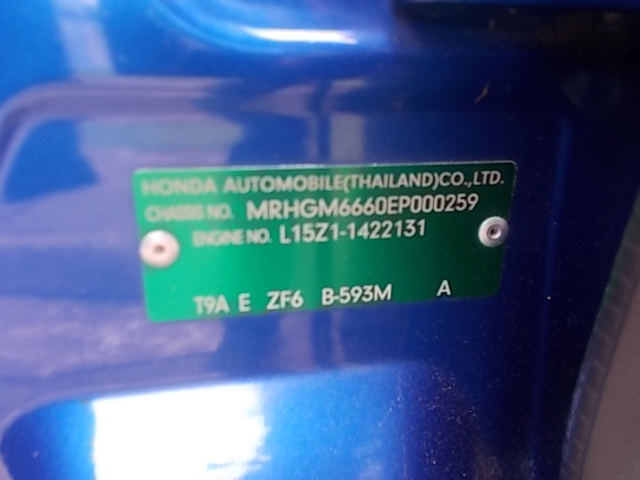 HONDA AUTOMOBILE(THAILAND)CO.,LTD.
CHASSIS NO. MRHGM6660EP000259
ENGINE NO. L15Z1-1422131
T9A E ZF6 B-593M A